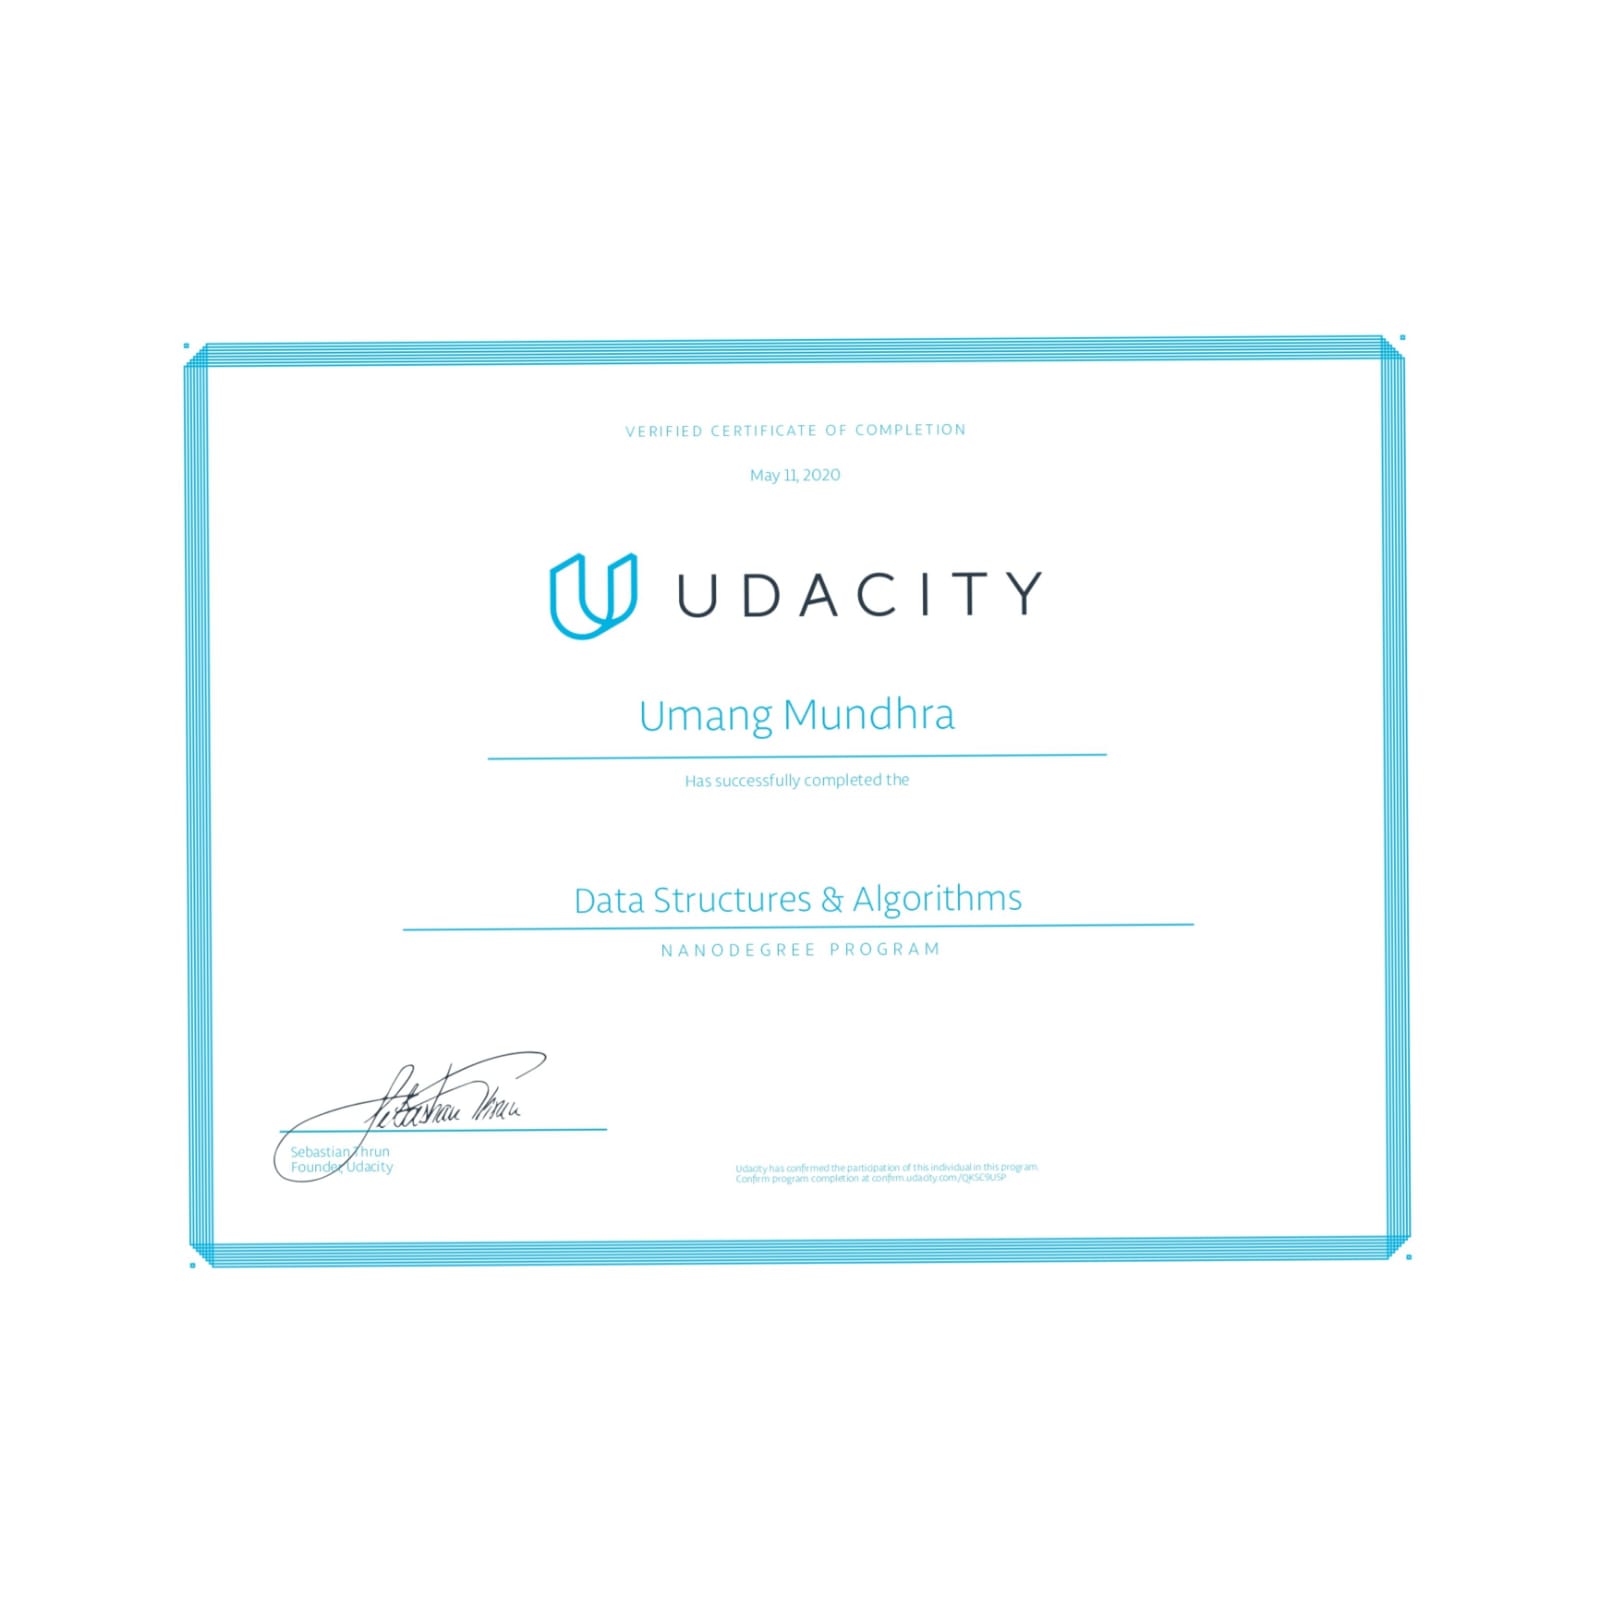 VERIFIED CERTIFICATE OF COMPLETION
May 11, 2020
UDACITY
Umang Mundhra
Has successfully completed the
Data Structures & Algorithms
NANODEGREE PROGRAM
Sebastian Thrun
Sebastian Thrun
Founder, Udacity
Udacity has confirmed the participation of this individual in this program.
Confirm program completion at confirm.udacity.com/QKSC9USP